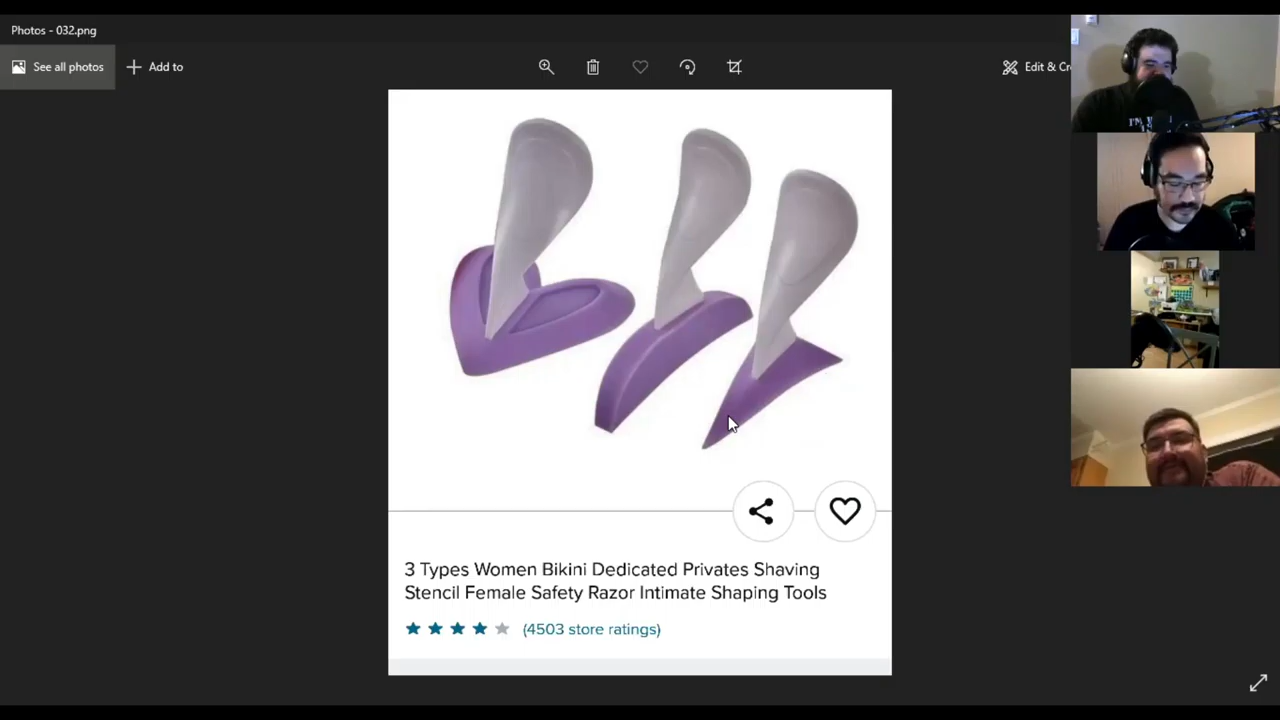 Photos - 032.png
See all photos
Add to
Edit & Cr
3 Types Women Bikini Dedicated Privates Shaving
Stencil Female Safety Razor Intimate Shaping Tools
(4503 store ratings)